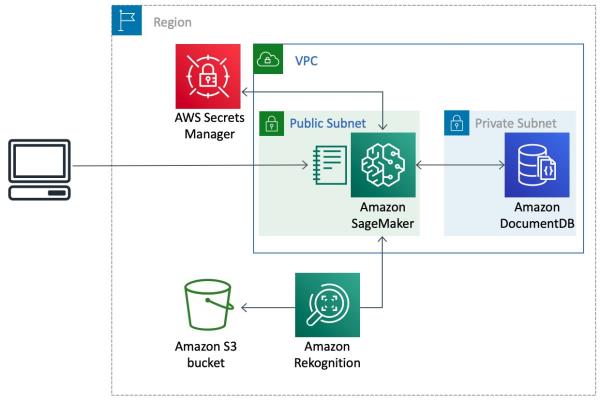 Region
VPC
AWS Secrets
Manager
Public Subnet
Private Subnet
Amazon
SageMaker
Amazon
DocumentDB
Amazon S3
bucket
Amazon
Rekognition